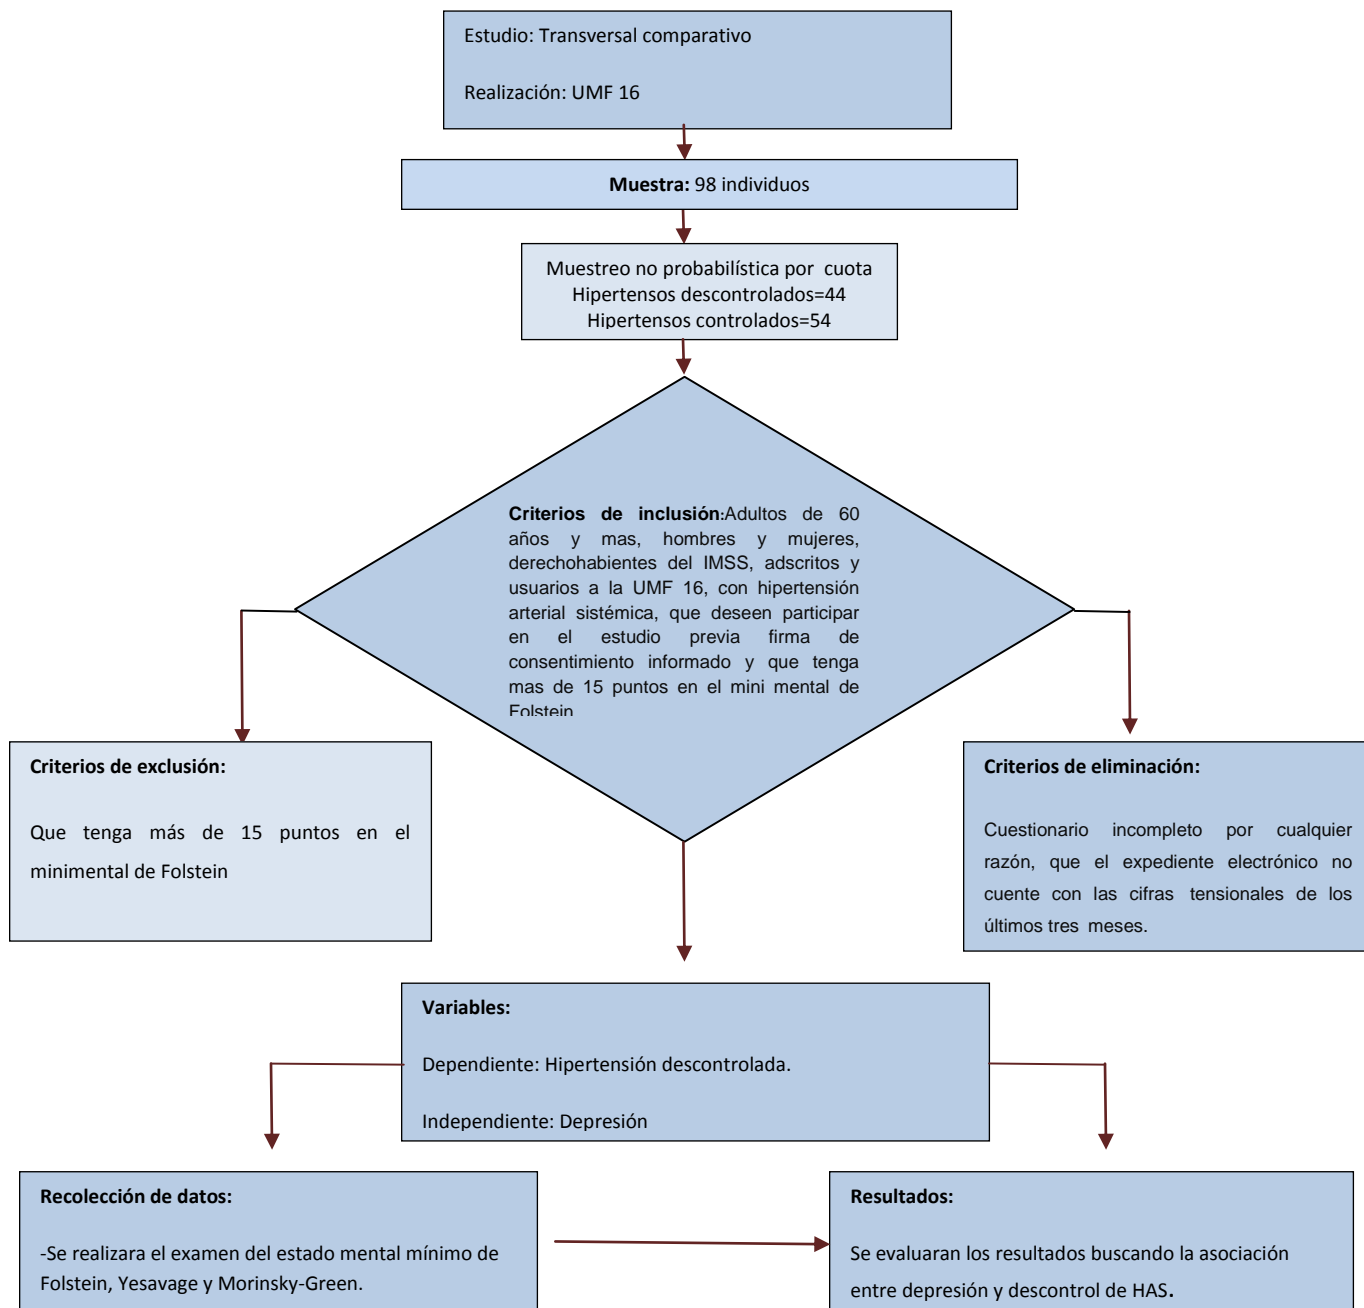 Estudio: Transversal comparativo
Realización: UMF 16
Muestra: 98 individuos
Muestreo no probabilística por cuota
Hipertensos descontrolados=44
Hipertensos controlados=54
Criterios de inclusión:Adultos de 60
años y mas, hombres y mujeres,
derechohabientes del IMSS, adscritos y
usuarios a la UMF 16, con hipertensión
arterial sistémica, que deseen participar
en el estudio previa firma de
consentimiento informado y que tenga
mas de 15 puntos en el mini mental de
Folstein
Criterios de exclusión:
Que tenga más de 15 puntos en el
minimental de Folstein
Criterios de eliminación:
Cuestionario incompleto por cualquier
razón, que el expediente electrónico no
cuente con las cifras tensionales de los
últimos tres meses.
Variables:
Dependiente: Hipertensión descontrolada.
Independiente: Depresión
Recolección de datos:
-Se realizara el examen del estado mental mínimo de
Folstein, Yesavage y Morinsky-Green.
Resultados:
Se evaluaran los resultados buscando la asociación
entre depresión y descontrol de HAS.